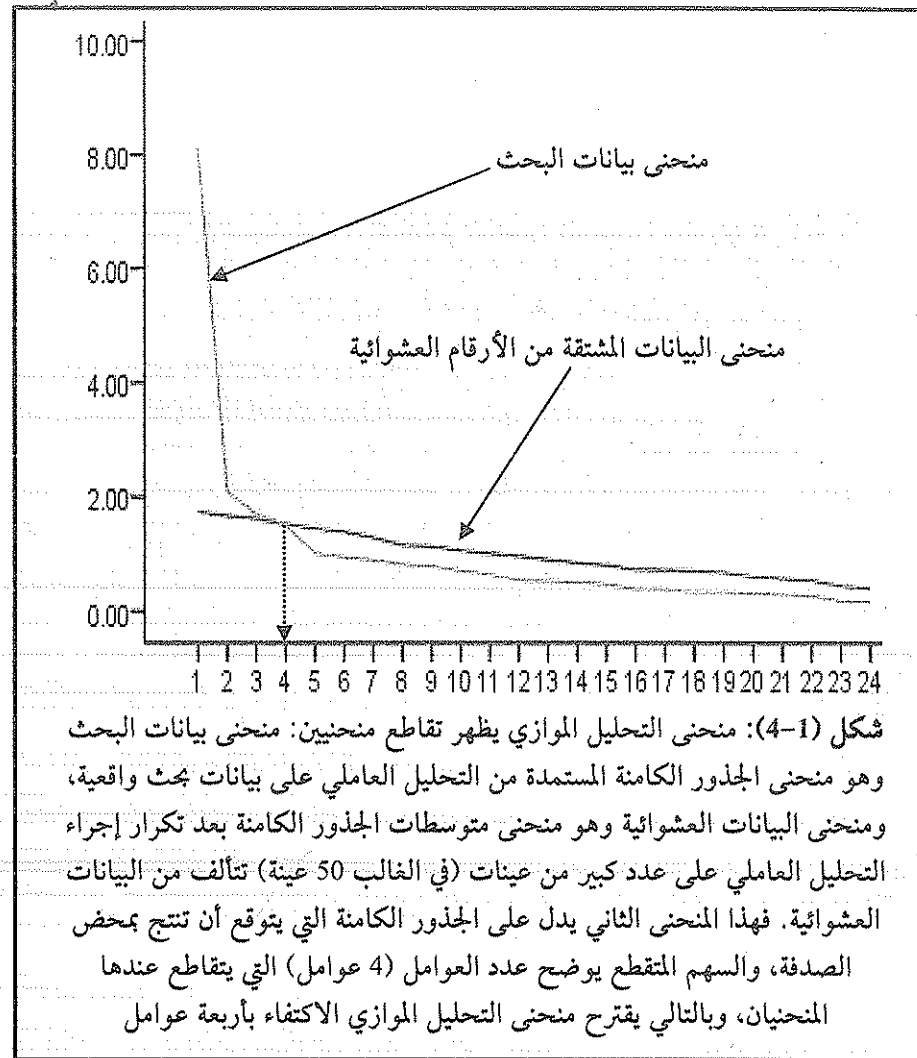 10.00
8.00
منحنى بيانات البحث
6.00
منحنى البيانات المشتقة من الأرقام العشوائية
4.00
2.00
0.00
1 2 3 4 5 6 7 8 9 10 11 12 13 14 15 16 17 18 19 20 21 22 23 24
شكل (1-4): منحنى التحليل الموازي يظهر تقاطع منحنيين: منحنى بيانات البحث
وهو منحنى الجذور الكامنة المستمدة من التحليل العاملي على بيانات بحث واقعية،
ومنحنى البيانات العشوائية وهو منحنى متوسطات الجذور الكامنة بعد تكرار إجراء
التحليل العاملي على عدد كبير من عينات (في الغالب 50 عينة) تتألف من البيانات
العشوائية. فهذا المنحنى الثاني يدل على الجذور الكامنة التي يتوقع أن تنتج بمحض
الصدفة، والسهم المتقطع يوضح عدد العوامل (4 عوامل) التي يتقاطع عندها
المنحنيان، وبالتالي يقترح منحنى التحليل الموازي الاكتفاء بأربعة عوامل